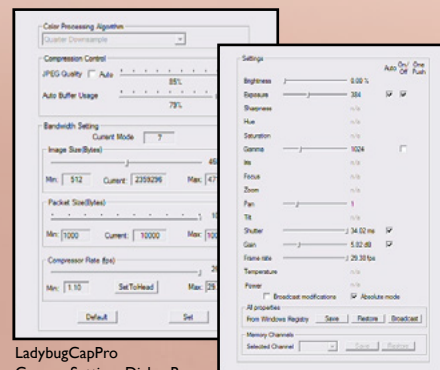 Color Processing Algorithm
Quarter Downsample
Compression Control
JPEG Quality Auto
85%
Auto Buffer Usage
78%
Bandwidth Setting
Current Mode 7
Image Size(Bytes)
Min: 512 Current: 2359296 Max:
Packet Size(Bytes)
Min: 1000 Current: 10000 Max:
Compressor Rate (fps)
Min: 1.10 SetToHead Max:
Default Set
LadybugCapPro
Settings
Auto On/Off One Push
Brightness 0.00 %
Exposure 384
Sharpness n/a
Hue n/a
Saturation n/a
Gamma 1024
Iris n/a
Focus n/a
Zoom n/a
Pan 1
Tilt n/a
Shutter 34.02 ms
Gain 5.02 dB
Frame rate 29.30 fps
Temperature n/a
Power n/a
Broadcast modifications Absolute mode
All properties
From Windows Registry Save Restore Broadcast
Memory Channels
Selected Channel Save Restore